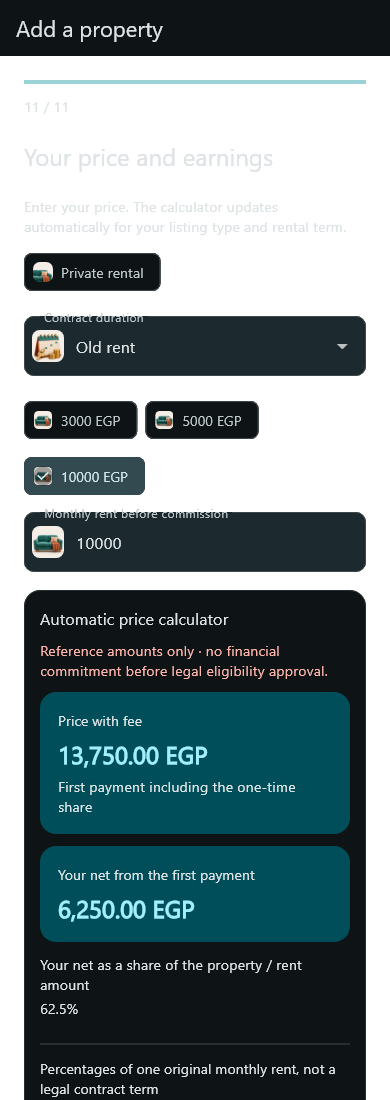 Add a property
11 / 11
Your price and earnings
Enter your price. The calculator updates
automatically for your listing type and rental term.
Private rental
Contract duration
Old rent
3000 EGP
5000 EGP
10000 EGP
Monthly rent before commission
10000
Automatic price calculator
Reference amounts only · no financial
commitment before legal eligibility approval.
Price with fee
13,750.00 EGP
First payment including the one-time
share
Your net from the first payment
6,250.00 EGP
Your net as a share of the property / rent
amount
62.5%
Percentages of one original monthly rent, not a
legal contract term